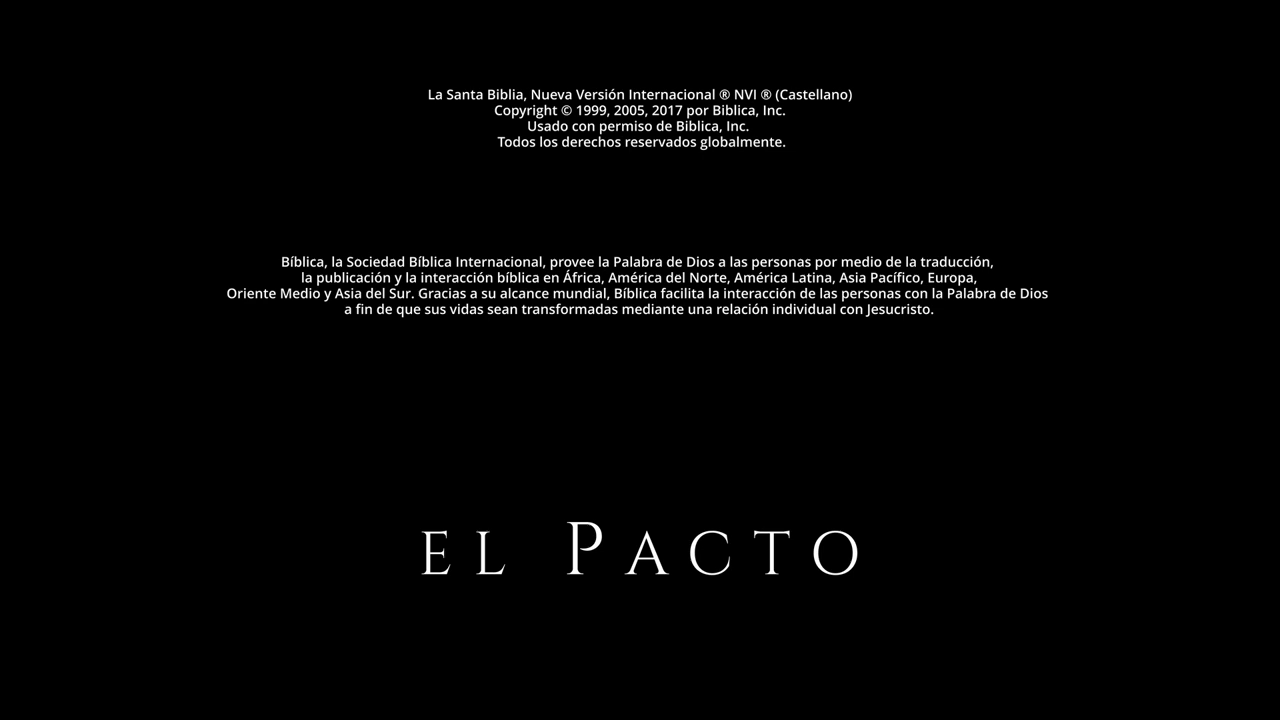 La Santa Biblia, Nueva Versión Internacional ® NVI ® (Castellano)
Copyright © 1999, 2005, 2017 por Biblica, Inc.
Usado con permiso de Biblica, Inc.
Todos los derechos reservados globalmente.
Bíblica, la Sociedad Bíblica Internacional, provee la Palabra de Dios a las personas por medio de la traducción,
la publicación y la interacción bíblica en África, América del Norte, América Latina, Asia Pacífico, Europa,
Oriente Medio y Asia del Sur. Gracias a su alcance mundial, Bíblica facilita la interacción de las personas con la Palabra de Dios
a fin de que sus vidas sean transformadas mediante una relación individual con Jesucristo.
EL PACTO